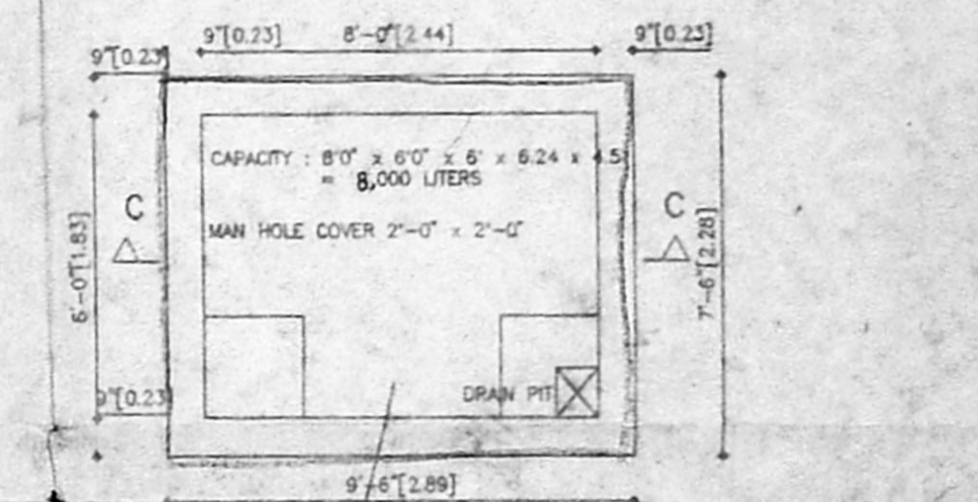 9"[0.23] 8'-0"[2.44] 9"[0.23]
9"[0.23]
CAPACITY : 8'0" x 6'0" x 6' x 6.24 x 4.5
= 8,000 LITERS
C
C
MAN HOLE COVER 2'-0" x 2'-0"
6'-0"[1.83]
7'-6"[2.28]
DRAIN PIT
9"[0.23]
9'-6"[2.89]